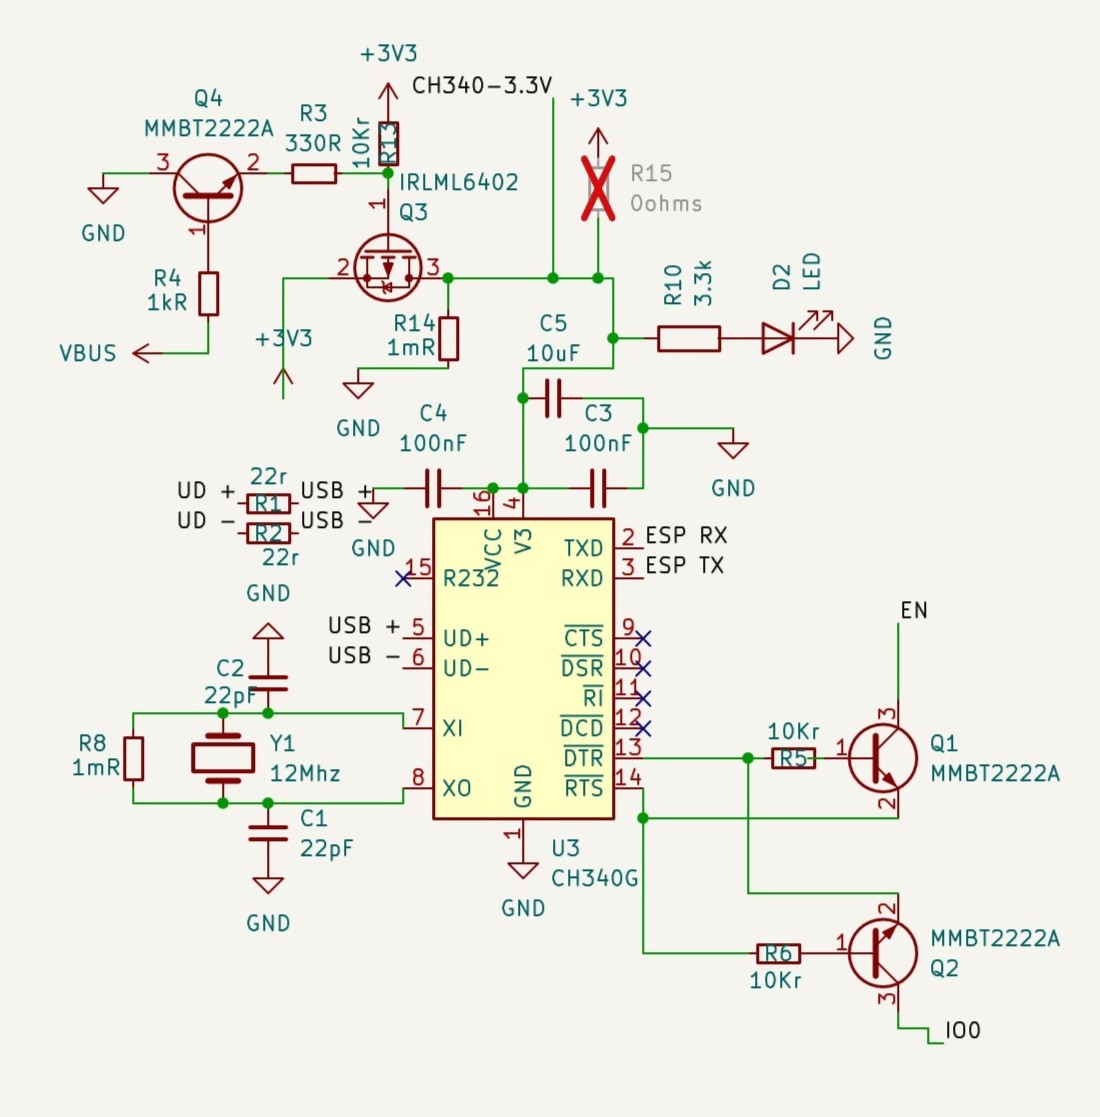 +3V3
CH340-3.3V
+3V3
Q4
MMBT2222A
R3
330R
10Kr
R13
3
2
1
GND
R4
1kR
VBUS
IRLML6402
Q3
1
2
3
+3V3
R15
0ohms
R14
1mR
GND
C5
10uF
R10
3.3k
D2
LED
GND
C4
100nF
C3
100nF
GND
GND
22r
UD +
R1
USB +
UD -
R2
USB -
22r
16
4
VCC
V3
15
R232
TXD
2
ESP RX
RXD
3
ESP TX
USB +
5
UD+
USB -
6
UD-
CTS
9
DSR
10
RI
11
DCD
12
DTR
13
RTS
14
7
XI
8
XO
GND
1
GND
U3
CH340G
GND
C2
22pF
R8
1mR
Y1
12Mhz
C1
22pF
GND
EN
3
10Kr
R5
1
Q1
MMBT2222A
2
2
MMBT2222A
Q2
R6
10Kr
1
3
IO0